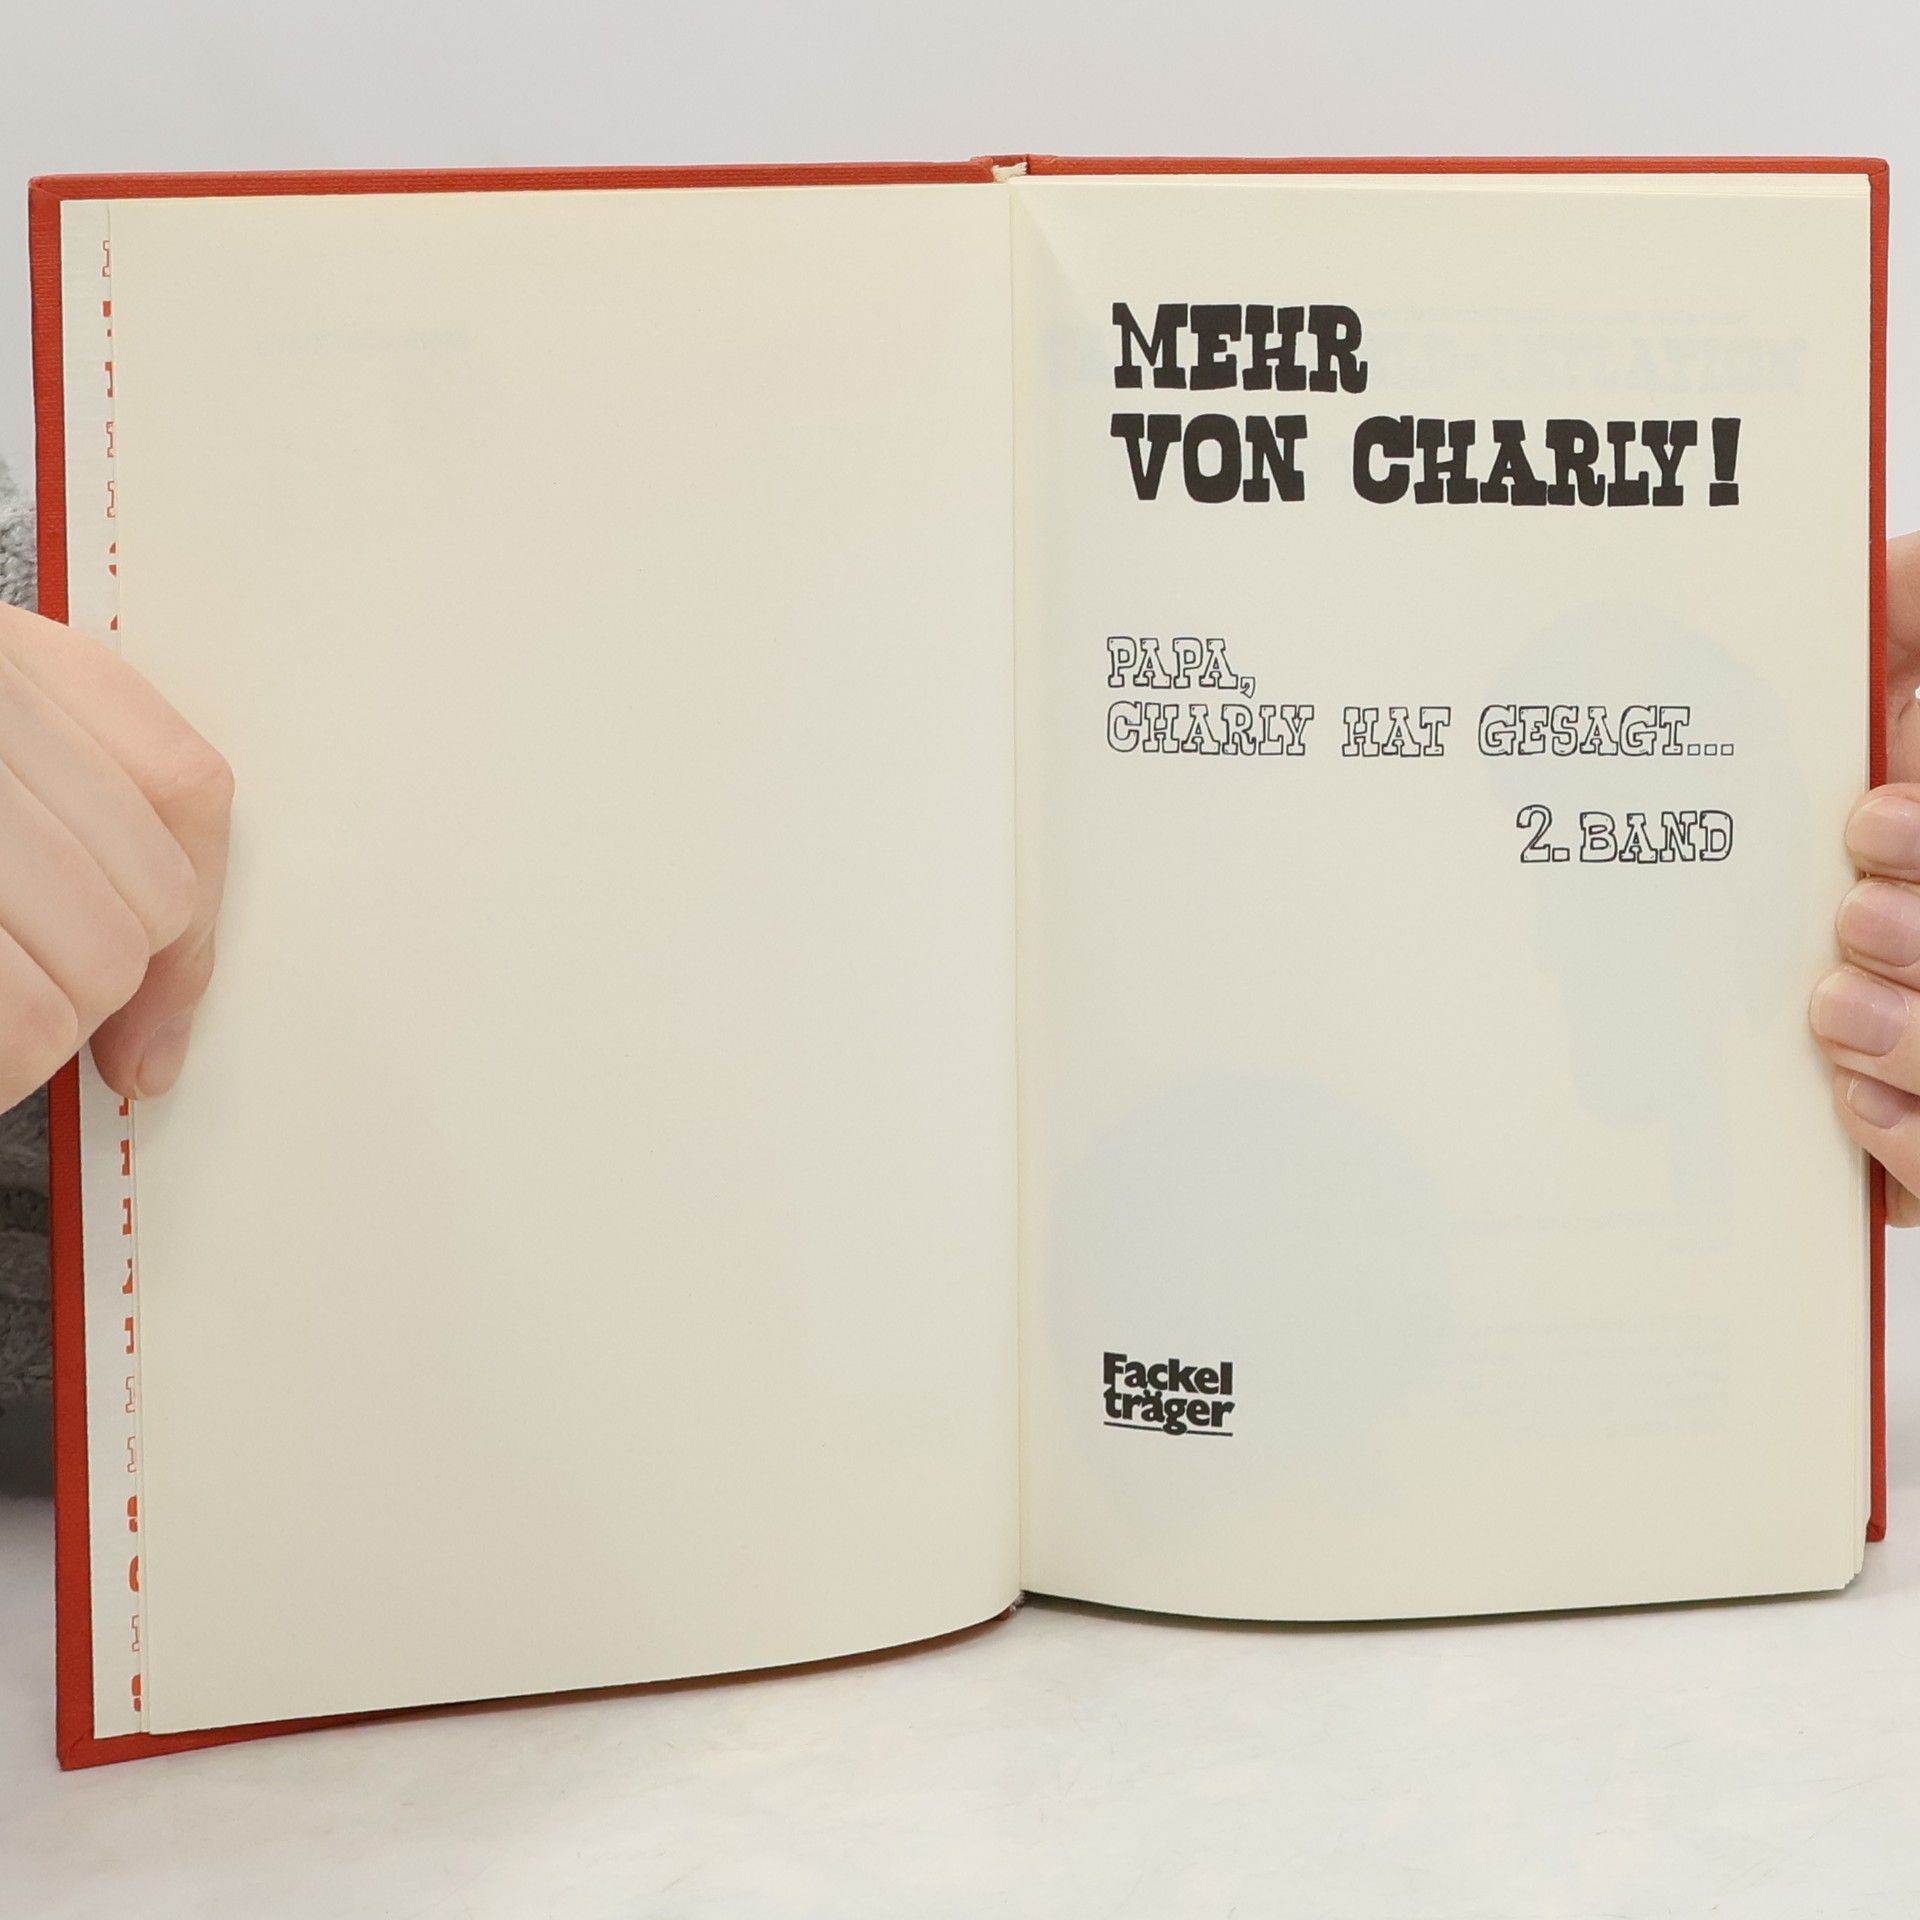 MEHR
VON CHARLY!
PAPA,
CHARLY HAT GESAGT...
2. BAND
Fackel
träger